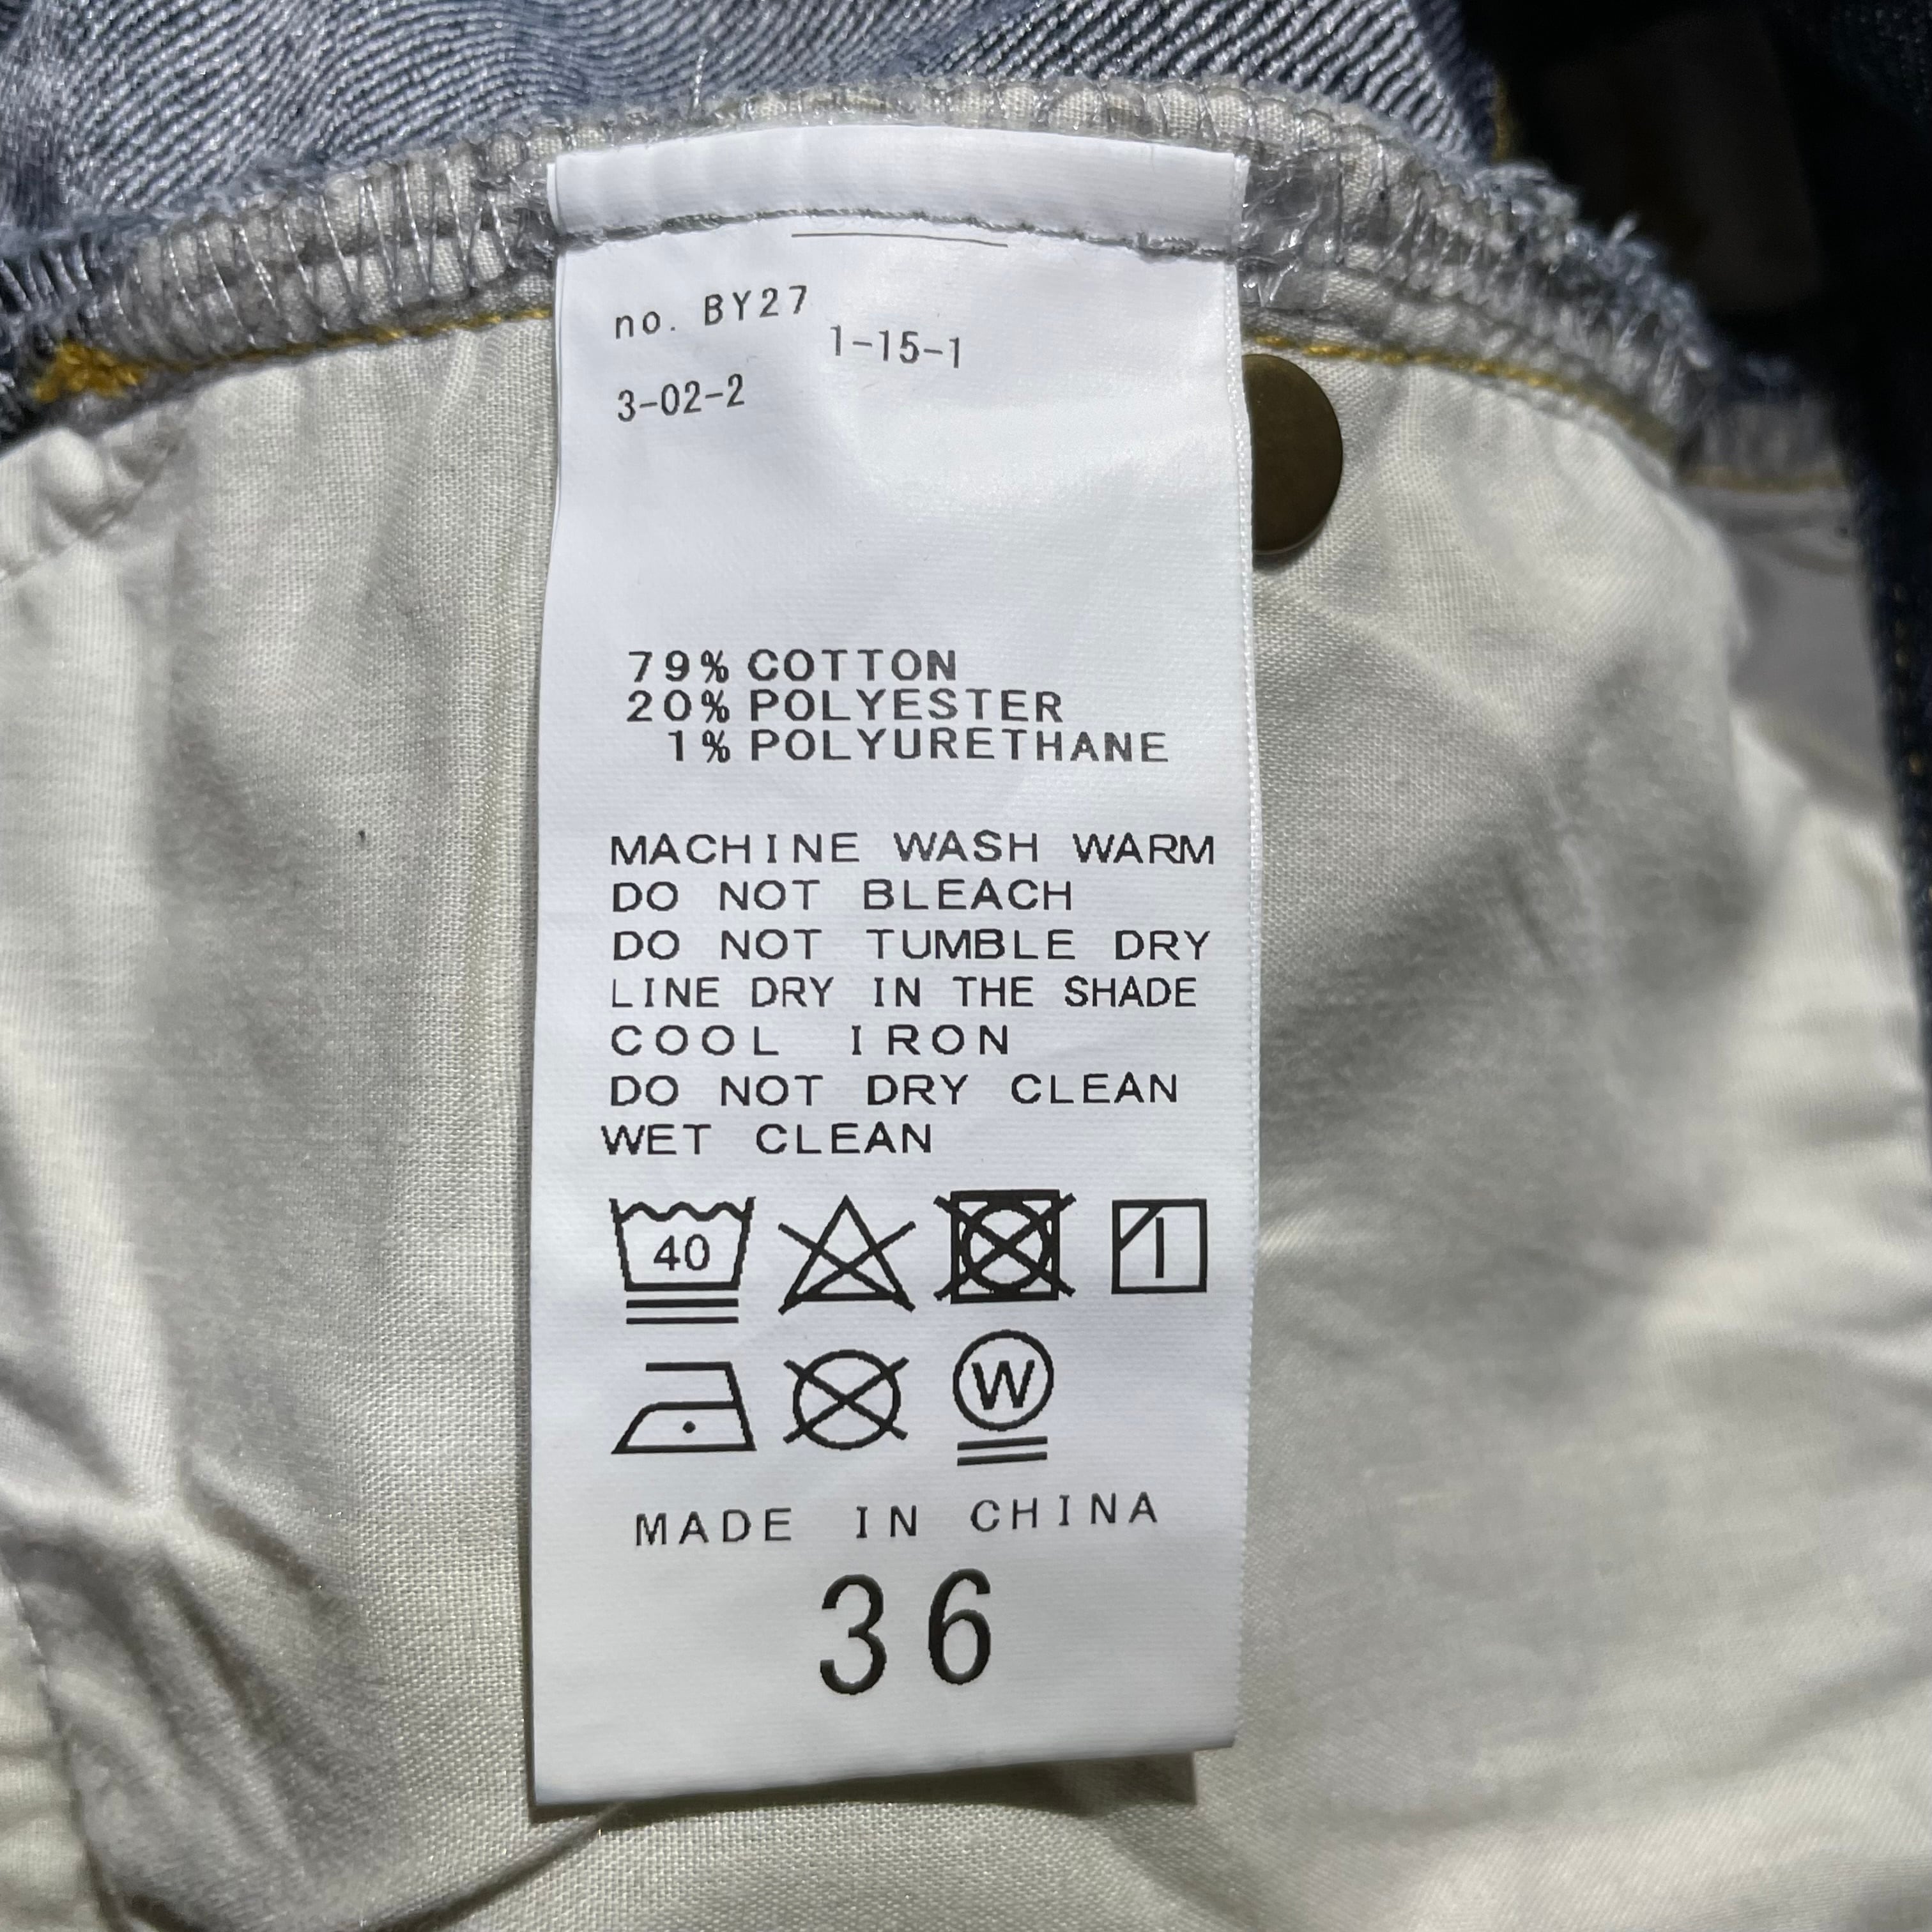 no. BY27
1-15-1
3-02-2
79% COTTON
20% POLYESTER
1% POLYURETHANE
MACHINE WASH WARM
DO NOT BLEACH
DO NOT TUMBLE DRY
LINE DRY IN THE SHADE
COOL IRON
DO NOT DRY CLEAN
WET CLEAN
40
W
MADE IN CHINA
36